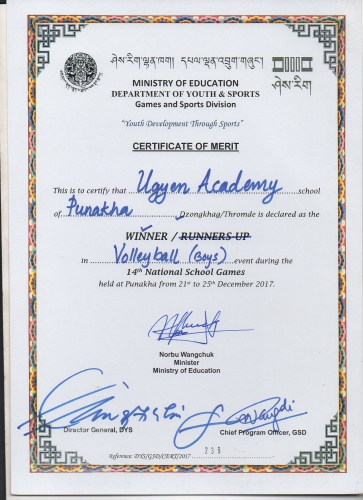 ཤེས་རིག་ལྷན་ཁག། དཔལ་ལྡན་འབྲུག་གཞུང་།
ཤེས་རིག
MINISTRY OF EDUCATION
DEPARTMENT OF YOUTH & SPORTS
Games and Sports Division
"Youth Development Through Sports"
CERTIFICATE OF MERIT
This is to certify that Ugyen Academy school
of Punakha Dzongkhag/Thromde is declared as the
WINNER / RUNNERS UP
In Volleyball (Boys) event during the
14th National School Games
held at Punakha from 21st to 25th December 2017.
Norbu Wangchuk
Minister
Ministry of Education
Director General, DYS
Chief Program Officer, GSD
Reference: DYS/GSD/CERT/2017 235